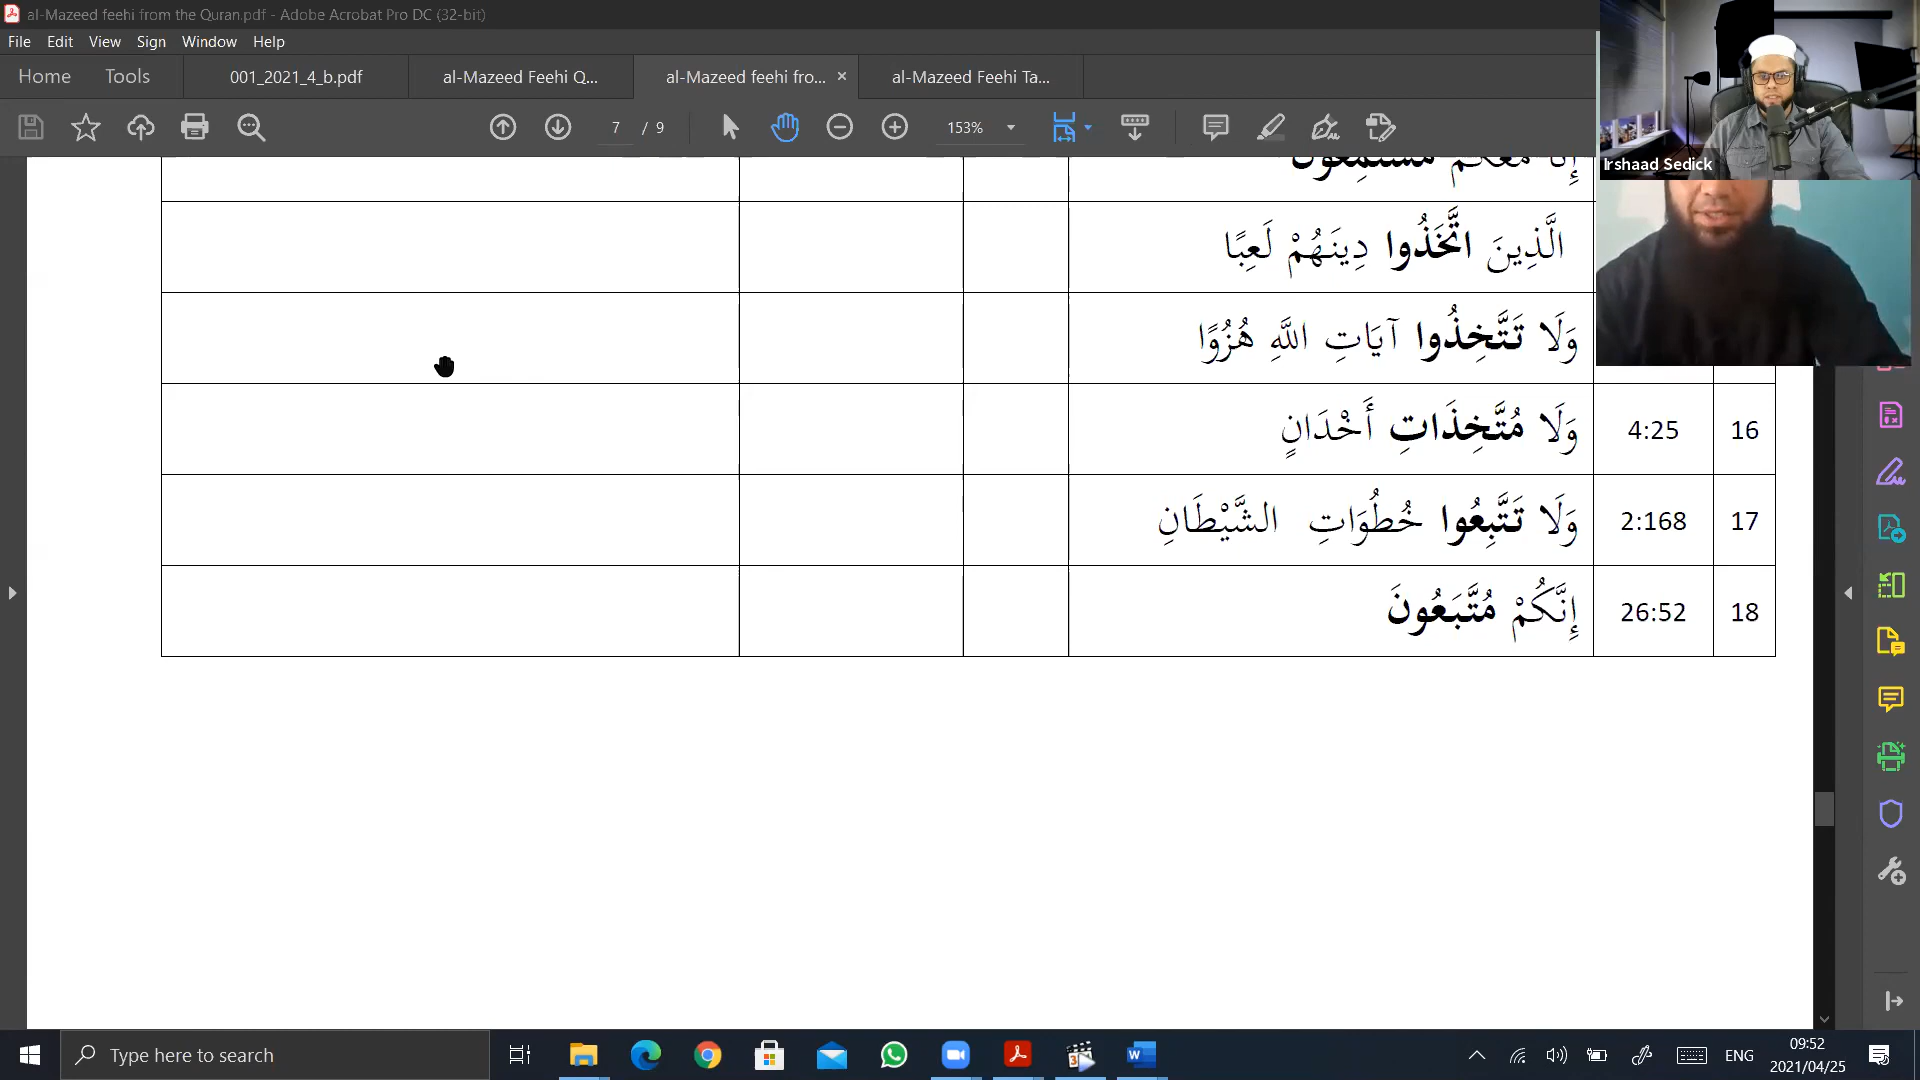 al-Mazeed feehi from the Quran.pdf - Adobe Acrobat Pro DC (32-bit)
File Edit View Sign Window Help
Home Tools 001_2021_4_b.pdf al-Mazeed Feehi Q... al-Mazeed feehi fro... × al-Mazeed Feehi Ta...
7 / 9 153%
Irshaad Sedick
إِنَّا مَعَكُمْ مُسْتَمِعُونَ
الَّذِينَ اتَّخَذُوا دِينَهُمْ لَعِبًا
وَلَا تَتَّخِذُوا آيَاتِ اللَّهِ هُزُوًا
16 4:25 وَلَا مُتَّخِذَاتِ أَخْدَانٍ
17 2:168 وَلَا تَتَّبِعُوا خُطُوَاتِ الشَّيْطَانِ
18 26:52 إِنَّكُمْ مُتَّبَعُونَ
Type here to search
ENG
09:52
2021/04/25